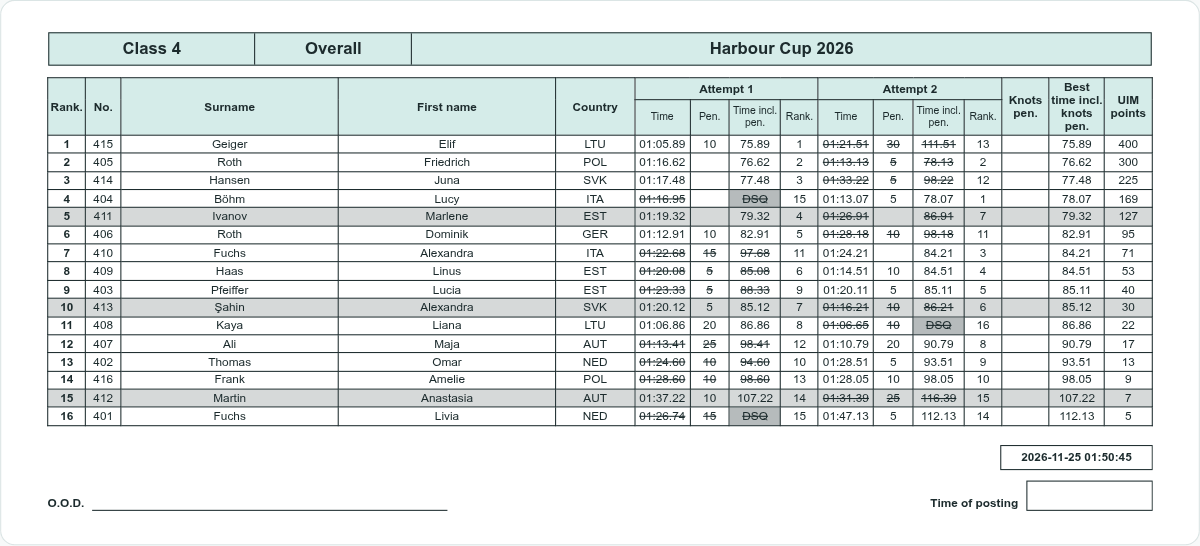 Class 4 Overall Harbour Cup 2026
Rank. No. Surname First name Country Attempt 1 Attempt 2 Knots pen. Best time incl. knots pen. UIM points
Time Pen. Time incl. pen. Rank. Time Pen. Time incl. pen. Rank.
1 415 Geiger Elif LTU 01:05.89 10 75.89 1 01:21.51 30 111.51 13 75.89 400
2 405 Roth Friedrich POL 01:16.62 76.62 2 01:13.13 5 78.13 2 76.62 300
3 414 Hansen Juna SVK 01:17.48 77.48 3 01:33.22 5 98.22 12 77.48 225
4 404 Böhm Lucy ITA 01:16.95 DSQ 15 01:13.07 5 78.07 1 78.07 169
5 411 Ivanov Marlene EST 01:19.32 79.32 4 01:26.91 86.91 7 79.32 127
6 406 Roth Dominik GER 01:12.91 10 82.91 5 01:28.18 10 98.18 11 82.91 95
7 410 Fuchs Alexandra ITA 01:22.68 15 97.68 11 01:24.21 84.21 3 84.21 71
8 409 Haas Linus EST 01:20.08 5 85.08 6 01:14.51 10 84.51 4 84.51 53
9 403 Pfeiffer Lucia EST 01:23.33 5 88.33 9 01:20.11 5 85.11 5 85.11 40
10 413 Şahin Alexandra SVK 01:20.12 5 85.12 7 01:16.21 10 86.21 6 85.12 30
11 408 Kaya Liana LTU 01:06.86 20 86.86 8 01:06.65 10 DSQ 16 86.86 22
12 407 Ali Maja AUT 01:13.41 25 98.41 12 01:10.79 20 90.79 8 90.79 17
13 402 Thomas Omar NED 01:24.60 10 94.60 10 01:28.51 5 93.51 9 93.51 13
14 416 Frank Amelie POL 01:28.60 10 98.60 13 01:28.05 10 98.05 10 98.05 9
15 412 Martin Anastasia AUT 01:37.22 10 107.22 14 01:31.39 25 116.39 15 107.22 7
16 401 Fuchs Livia NED 01:26.74 15 DSQ 15 01:47.13 5 112.13 14 112.13 5
2026-11-25 01:50:45
O.O.D. Time of posting